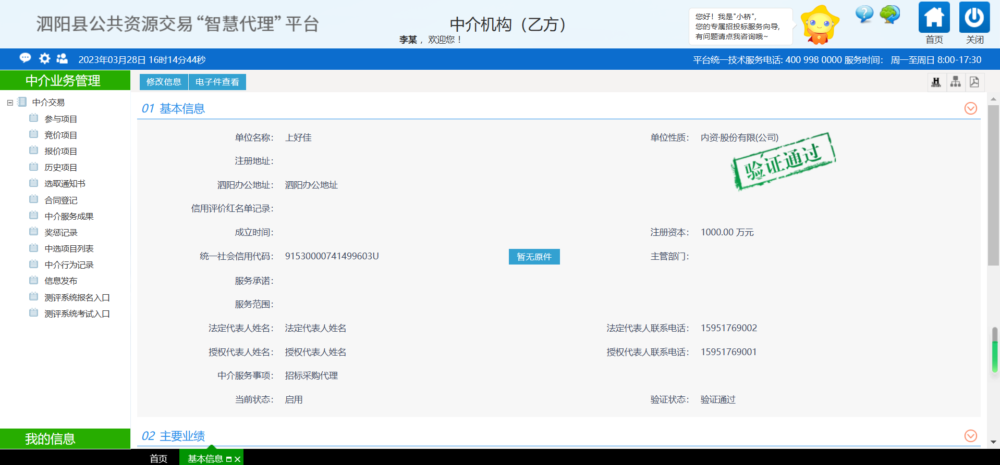 泗阳县公共资源交易“智慧代理”平台
中介机构（乙方）
李某 ， 欢迎您！
您好！我是"小桥",
您的专属招投标服务向导,
有问题请点我咨询哦~
首页
关闭
2023年03月28日 16时14分44秒
平台统一技术服务电话: 400 998 0000 服务时间： 周一至周日 8:00-17:30
中介业务管理
修改信息
电子件查看
中介交易
参与项目
竞价项目
报价项目
历史项目
选取通知书
合同登记
中介服务成果
奖惩记录
中选项目列表
中介行为记录
信息发布
测评系统报名入口
测评系统考试入口
我的信息
01 基本信息
单位名称： 上好佳
单位性质： 内资·股份有限(公司)
验证通过
注册地址：
泗阳办公地址： 泗阳办公地址
信用评价红名单记录：
成立时间：
注册资本： 1000.00 万元
统一社会信用代码： 91530000741499603U
暂无原件
主管部门：
服务承诺：
服务范围：
法定代表人姓名： 法定代表人姓名
法定代表人联系电话： 15951769002
授权代表人姓名： 授权代表人姓名
授权代表人联系电话： 15951769001
中介服务事项： 招标采购代理
当前状态： 启用
验证状态： 验证通过
02 主要业绩
首页
基本信息